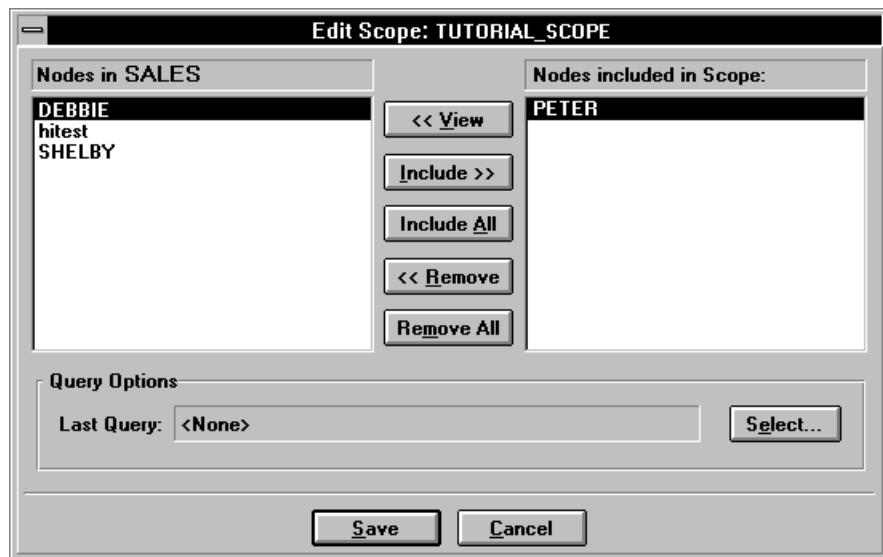 Edit Scope: TUTORIAL_SCOPE
Nodes in SALES
DEBBIE
hitest
SHELBY
<< View
Include >>
Include All
<< Remove
Remove All
Nodes included in Scope:
PETER
Query Options
Last Query: <None>
Select...
Save
Cancel